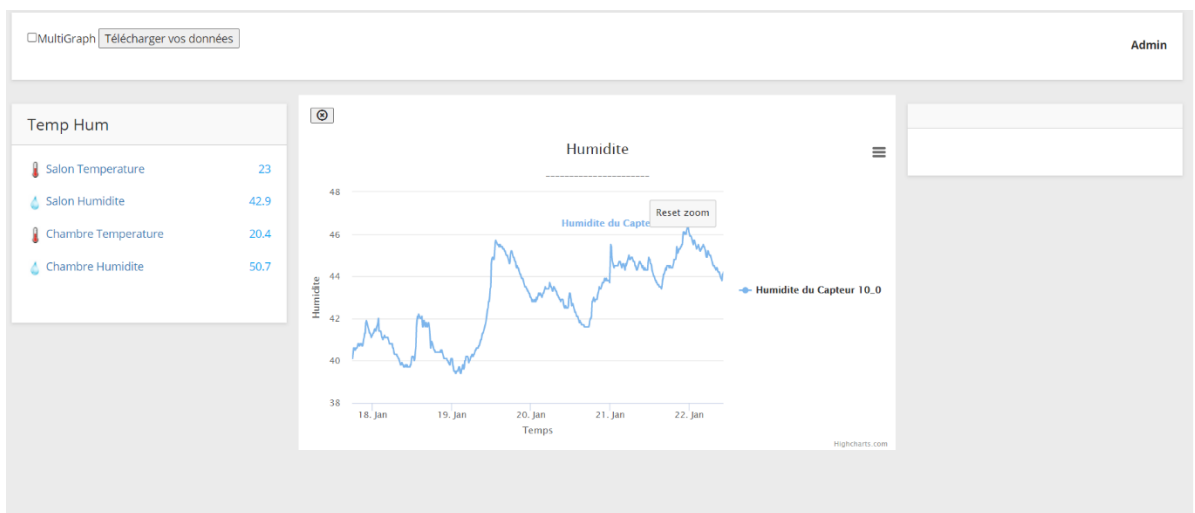 MultiGraph Télécharger vos données
Admin
Temp Hum
Salon Temperature 23
Salon Humidite 42.9
Chambre Temperature 20.4
Chambre Humidite 50.7
Humidite
----------------------
48
46
44
42
40
38
Humidite
Humidite du Capte
Reset zoom
Humidite du Capteur 10_0
18. Jan 19. Jan 20. Jan 21. Jan 22. Jan
Temps
Highcharts.com